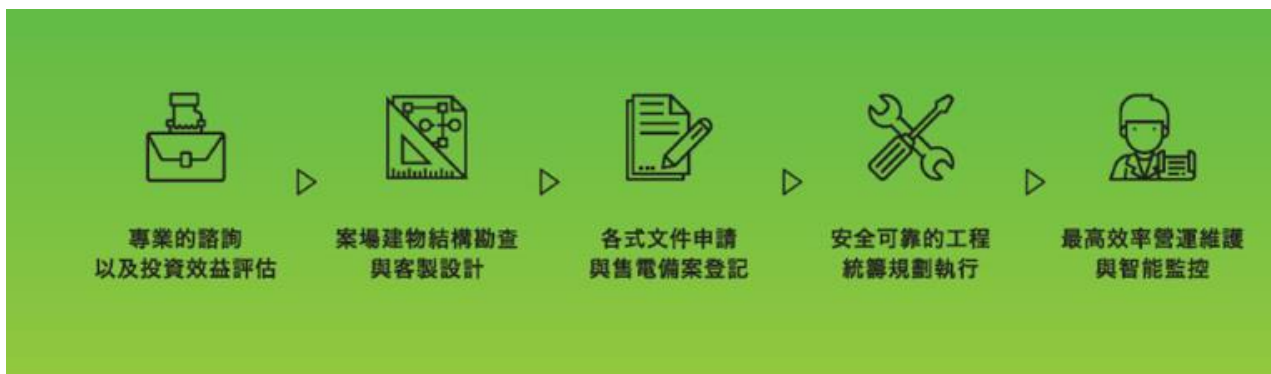 專業的諮詢
以及投資效益評估
案場建物結構勘查
與客製設計
各式文件申請
與售電備案登記
安全可靠的工程
統籌規劃執行
最高效率營運維護
與智能監控